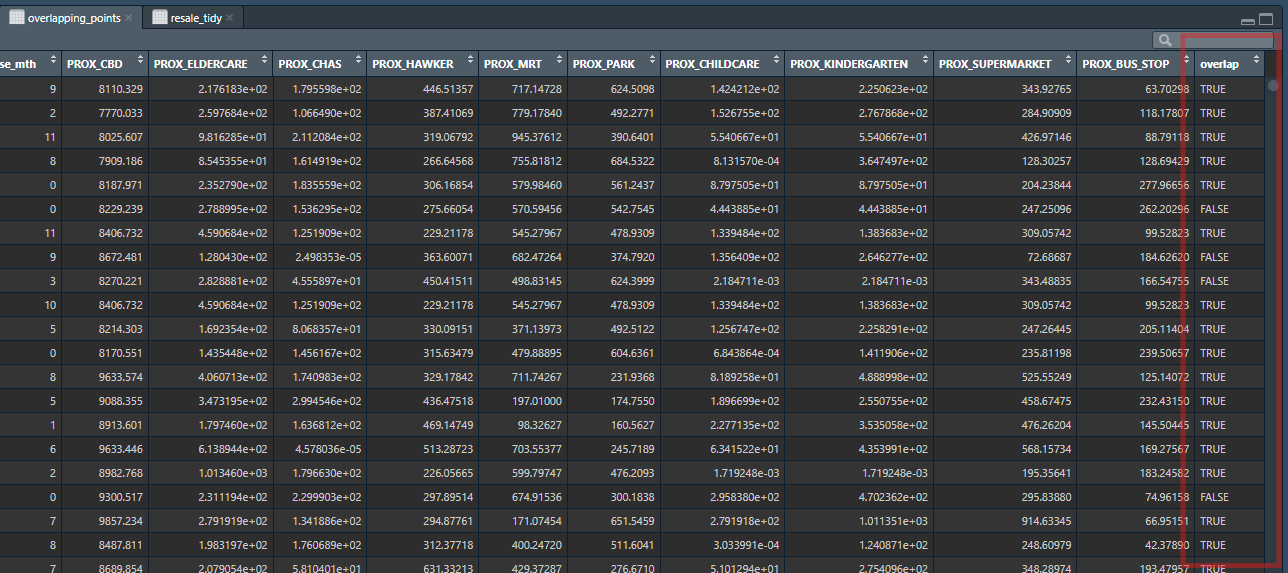 overlapping_points × resale_tidy ×
se_mth PROX_CBD PROX_ELDERCARE PROX_CHAS PROX_HAWKER PROX_MRT PROX_PARK PROX_CHILDCARE PROX_KINDERGARTEN PROX_SUPERMARKET PROX_BUS_STOP overlap
9 8110.329 2.176183e+02 1.795598e+02 446.51357 717.14728 624.5098 1.424212e+02 2.250623e+02 343.92765 63.70298 TRUE
2 7770.033 2.597684e+02 1.066490e+02 387.41069 779.17840 492.2771 1.526755e+02 2.767868e+02 284.90909 118.17807 TRUE
11 8025.607 9.816285e+01 2.112084e+02 319.06792 945.37612 390.6401 5.540667e+01 5.540667e+01 426.97146 88.79118 TRUE
8 7909.186 8.545355e+01 1.614919e+02 266.64568 755.81812 684.5322 8.131570e-04 3.647497e+02 128.30257 128.69429 TRUE
0 8187.971 2.352790e+02 1.835559e+02 306.16854 579.98460 561.2437 8.797505e+01 8.797505e+01 204.23844 277.96656 TRUE
0 8229.239 2.788995e+02 1.536295e+02 275.66054 570.59456 542.7545 4.443885e+01 4.443885e+01 247.25096 262.20296 FALSE
11 8406.732 4.590684e+02 1.251909e+02 229.21178 545.27967 478.9309 1.339484e+02 1.383683e+02 309.05742 99.52823 TRUE
9 8672.481 1.280430e+02 2.498353e-05 363.60071 682.47264 374.7920 1.356409e+02 2.646277e+02 72.68687 184.62620 FALSE
3 8270.221 2.828881e+02 4.555897e+01 450.41511 498.83145 624.3999 2.184711e-03 2.184711e-03 343.48835 166.54755 FALSE
10 8406.732 4.590684e+02 1.251909e+02 229.21178 545.27967 478.9309 1.339484e+02 1.383683e+02 309.05742 99.52823 TRUE
5 8214.303 1.692354e+02 8.068357e+01 330.09151 371.13973 492.5122 1.256747e+02 2.258291e+02 247.26445 205.11404 TRUE
0 8170.551 1.435448e+02 1.456167e+02 315.63479 479.88895 604.6361 6.843864e-04 1.411906e+02 235.81198 239.50657 TRUE
8 9633.574 4.060713e+02 1.740983e+02 329.17842 711.74267 231.9368 8.189258e+01 4.888998e+02 525.55249 125.14072 TRUE
5 9088.355 3.473195e+02 2.994546e+02 436.47518 197.01000 174.7550 1.896699e+02 2.550755e+02 458.67475 232.43150 TRUE
1 8913.601 1.797460e+02 1.636812e+02 469.14749 98.32627 160.5627 2.277135e+02 3.535058e+02 476.26204 145.50445 TRUE
6 9633.446 6.138944e+02 4.578036e-05 513.28723 703.55377 245.7189 6.341522e+01 4.353991e+02 568.15734 169.27567 TRUE
2 8982.768 1.013460e+03 1.796630e+02 226.05665 599.79747 476.2093 1.719248e-03 1.719248e-03 195.35641 183.24582 TRUE
0 9300.517 2.311194e+02 2.299903e+02 297.89514 674.91536 300.1838 2.958380e+02 4.702362e+02 295.83880 74.96158 FALSE
7 9857.234 2.791919e+02 1.341886e+02 294.87761 171.07454 651.5459 2.791918e+02 1.011351e+03 914.63345 66.95151 TRUE
8 8487.811 1.983197e+02 1.760689e+02 312.37718 400.24720 511.6041 3.033991e-04 1.240871e+02 248.60979 42.37890 TRUE
7 8689.854 2.079054e+02 5.810401e+01 631.33213 429.37287 276.6710 5.101294e+01 2.754096e+02 348.28974 193.47957 TRUE